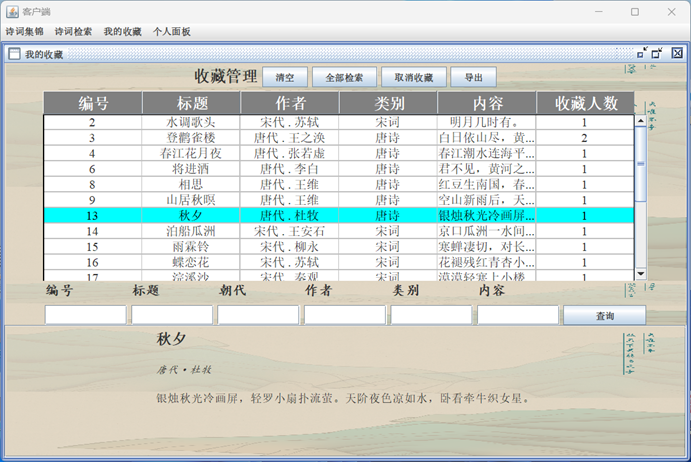 客户端
诗词集锦 诗词检索 我的收藏 个人面板
我的收藏
收藏管理 清空 全部检索 取消收藏 导出
编号 标题 作者 类别 内容 收藏人数
2 水调歌头 宋代 . 苏轼 宋词 明月几时有。 1
3 登鹳雀楼 唐代 . 王之涣 唐诗 白日依山尽，黄... 2
4 春江花月夜 唐代 . 张若虚 唐诗 春江潮水连海平... 1
6 将进酒 唐代 . 李白 唐诗 君不见，黄河之... 1
8 相思 唐代 . 王维 唐诗 红豆生南国，春... 1
9 山居秋暝 唐代 . 王维 唐诗 空山新雨后，天... 1
13 秋夕 唐代 . 杜牧 唐诗 银烛秋光冷画屏... 1
14 泊船瓜洲 宋代 . 王安石 宋词 京口瓜洲一水间... 1
15 雨霖铃 宋代 . 柳永 宋词 寒蝉凄切，对长... 1
16 蝶恋花 宋代 . 苏轼 宋词 花褪残红青杏小... 1
17 浣溪沙 宋代 . 秦观 宋词 漠漠轻寒上小楼... 1
编号 标题 朝代 作者 类别 内容
查询
秋夕
唐代·杜牧
银烛秋光冷画屏，轻罗小扇扑流萤。天阶夜色凉如水，卧看牵牛织女星。